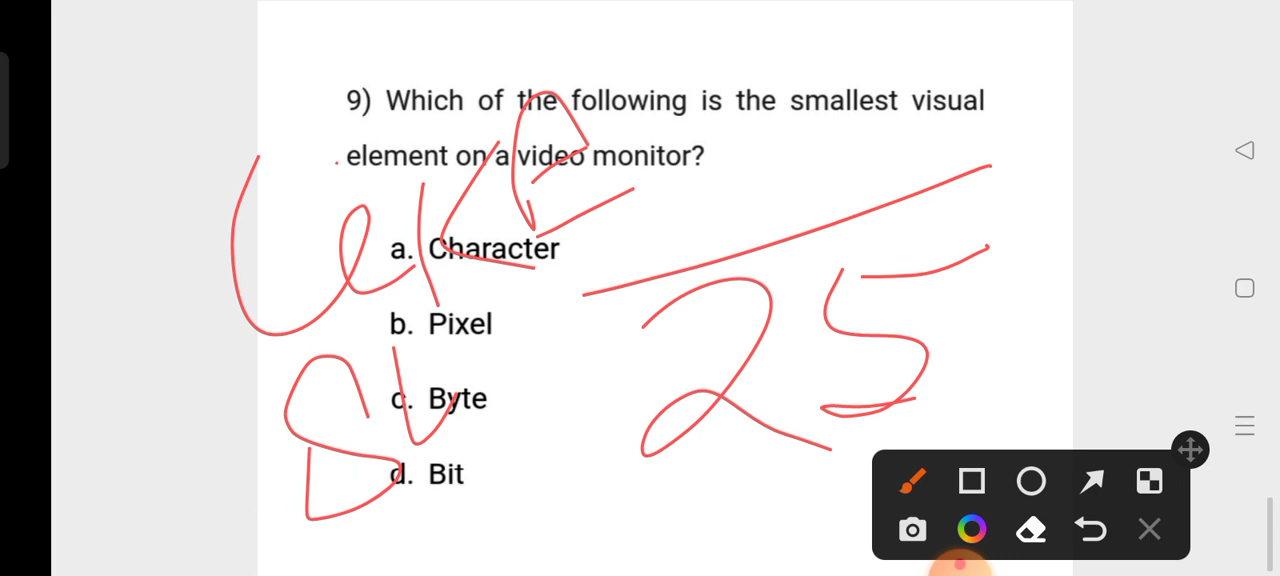 9) Which of the following is the smallest visual
element on a video monitor?
a. Character
b. Pixel
c. Byte
d. Bit
25